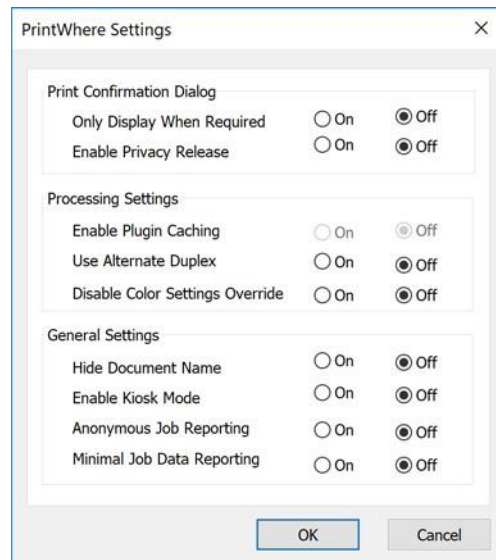 PrintWhere Settings
Print Confirmation Dialog
Only Display When Required On Off
Enable Privacy Release On Off
Processing Settings
Enable Plugin Caching On Off
Use Alternate Duplex On Off
Disable Color Settings Override On Off
General Settings
Hide Document Name On Off
Enable Kiosk Mode On Off
Anonymous Job Reporting On Off
Minimal Job Data Reporting On Off
OK Cancel